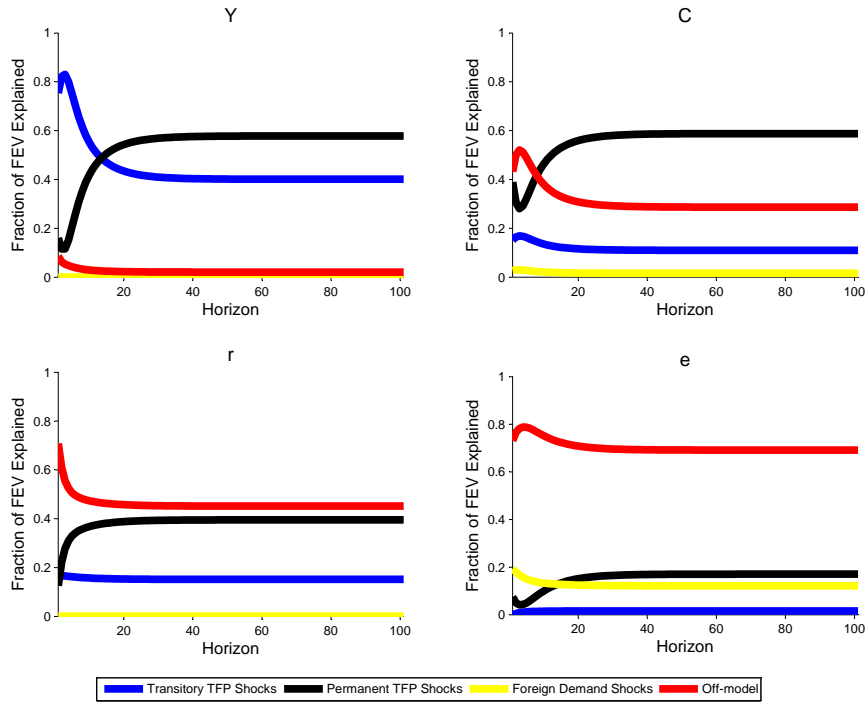 Y
Fraction of FEV Explained
1
0.8
0.6
0.4
0.2
0
20 40 60 80 100
Horizon
C
Fraction of FEV Explained
1
0.8
0.6
0.4
0.2
0
20 40 60 80 100
Horizon
r
Fraction of FEV Explained
1
0.8
0.6
0.4
0.2
0
20 40 60 80 100
Horizon
e
Fraction of FEV Explained
1
0.8
0.6
0.4
0.2
0
20 40 60 80 100
Horizon
Transitory TFP Shocks Permanent TFP Shocks Foreign Demand Shocks Off-model